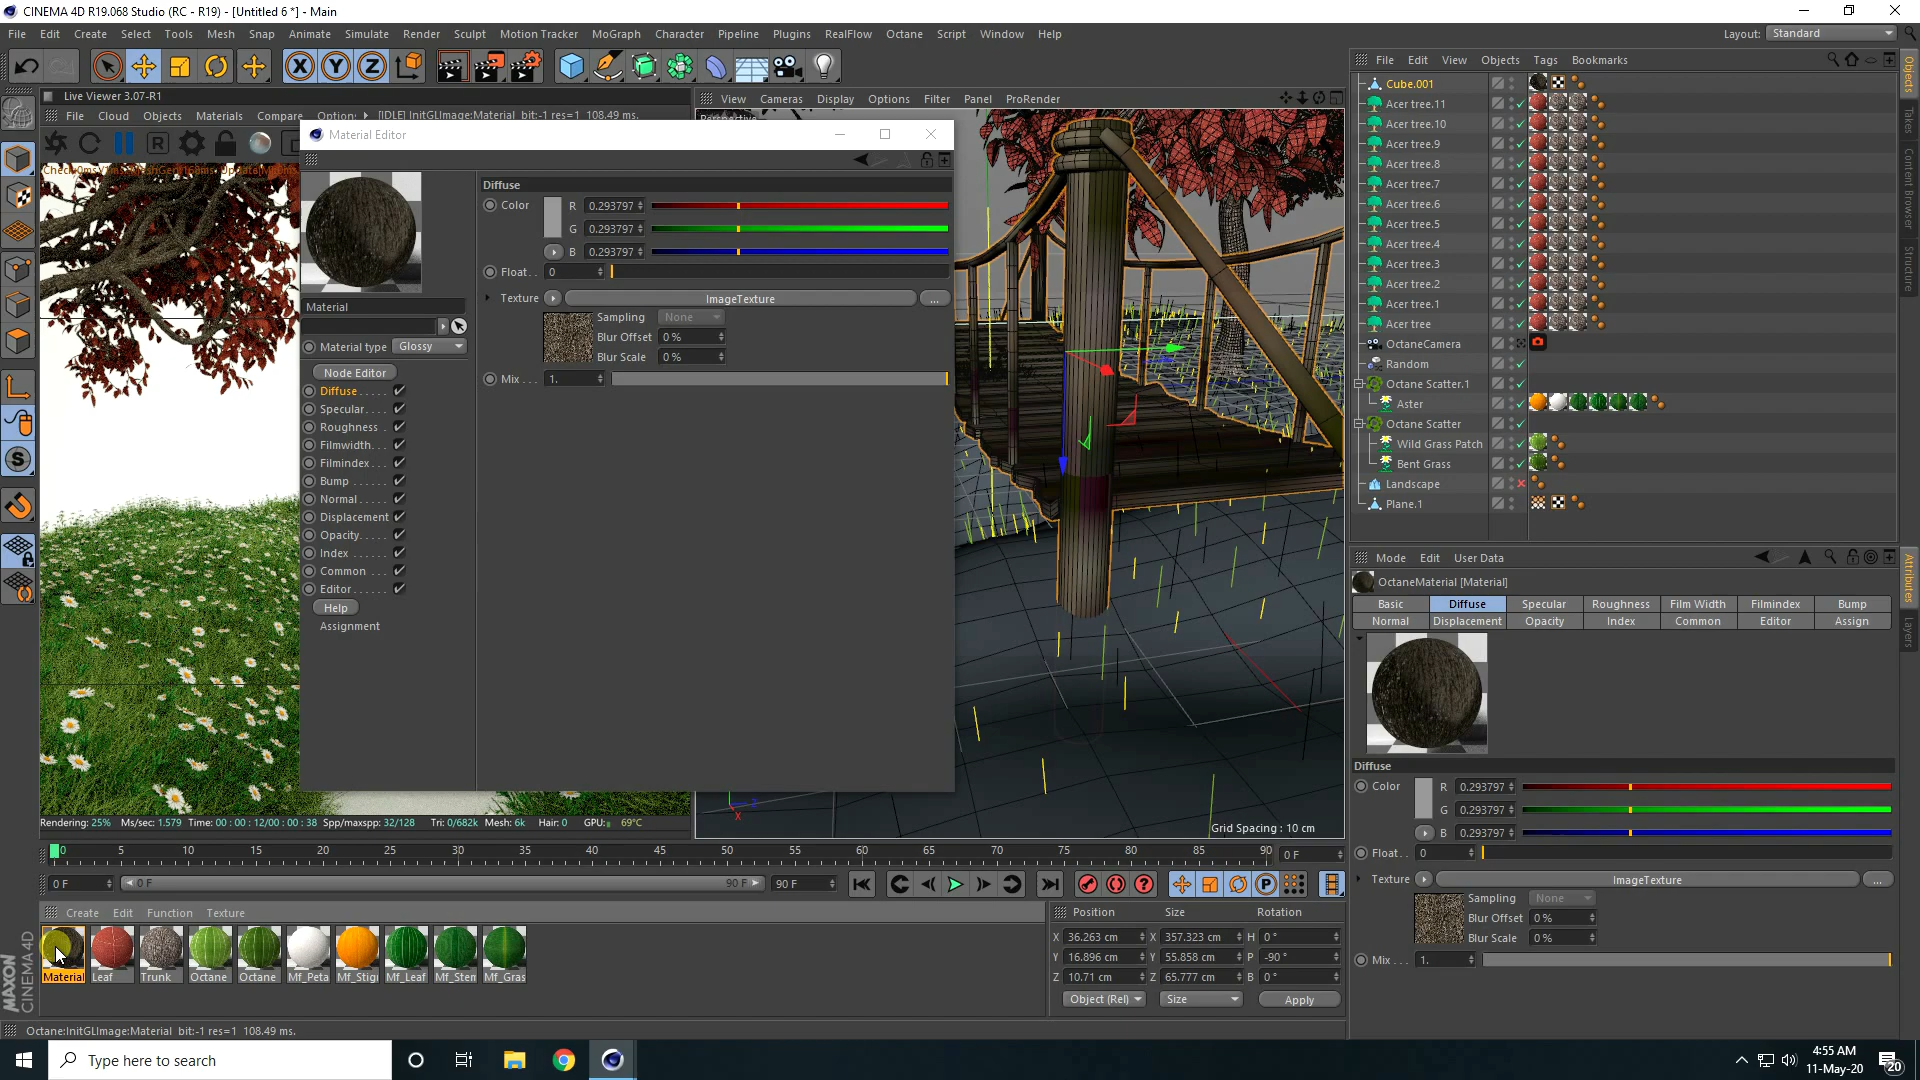 CINEMA 4D R19.068 Studio (RC - R19) - [Untitled 6 *] - Main
File Edit Create Select Tools Mesh Snap Animate Simulate Render Sculpt Motion Tracker MoGraph Character Pipeline Plugins RealFlow Octane Script Window Help
Layout: Standard
Live Viewer 3.07-R1
File Cloud Objects Materials Compare Option: [IDLE] InitGLImage:Material bit:-1 res=1 108.49 ms.
View Cameras Display Options Filter Panel ProRender
Perspective
Material Editor
Diffuse
Color R 0.293797
G 0.293797
B 0.293797
Float. . 0
Texture ImageTexture ...
Sampling None
Blur Offset 0 %
Blur Scale 0 %
Mix . . . 1.
Material
Material type Glossy
Node Editor
Diffuse. . . . .
Specular. . . .
Roughness .
Filmwidth. . .
Filmindex. . .
Bump . . . . . .
Normal. . . . .
Displacement
Opacity. . . . .
Index . . . . . .
Common . . .
Editor. . . . . .
Help
Assignment
Rendering: 25% Ms/sec: 1.579 Time: 00 : 00 : 12/00 : 00 : 38 Spp/maxspp: 32/128 Tri: 0/682k Mesh: 6k Hair: 0 GPU: 69°C
Z
X
Grid Spacing : 10 cm
File Edit View Objects Tags Bookmarks
Cube.001
Acer tree.11
Acer tree.10
Acer tree.9
Acer tree.8
Acer tree.7
Acer tree.6
Acer tree.5
Acer tree.4
Acer tree.3
Acer tree.2
Acer tree.1
Acer tree
OctaneCamera
Random
Octane Scatter.1
Aster
Octane Scatter
Wild Grass Patch
Bent Grass
Landscape
Plane.1
Objects
Takes
Content Browser
Structure
Mode Edit User Data
OctaneMaterial [Material]
Basic Diffuse Specular Roughness Film Width Filmindex Bump
Normal Displacement Opacity Index Common Editor Assign
Attributes
Layers
Diffuse
Color R 0.293797
G 0.293797
B 0.293797
Float. . 0
Texture ImageTexture ...
Sampling None
Blur Offset 0 %
Blur Scale 0 %
Mix . . . 1.
0 5 10 15 20 25 30 35 40 45 50 55 60 65 70 75 80 85 90 0 F
0 F 0 F 90 F 90 F
Create Edit Function Texture
Material Leaf Trunk Octane Octane Mf_Peta Mf_Stig Mf_Leaf Mf_Sten Mf_Gras
MAXON
CINEMA 4D
Position Size Rotation
X 36.263 cm X 357.323 cm H 0 °
Y 16.896 cm Y 55.858 cm P -90 °
Z 10.71 cm Z 65.777 cm B 0 °
Object (Rel) Size Apply
Octane:InitGLImage:Material bit:-1 res=1 108.49 ms.
Type here to search
4:55 AM
11-May-20
20